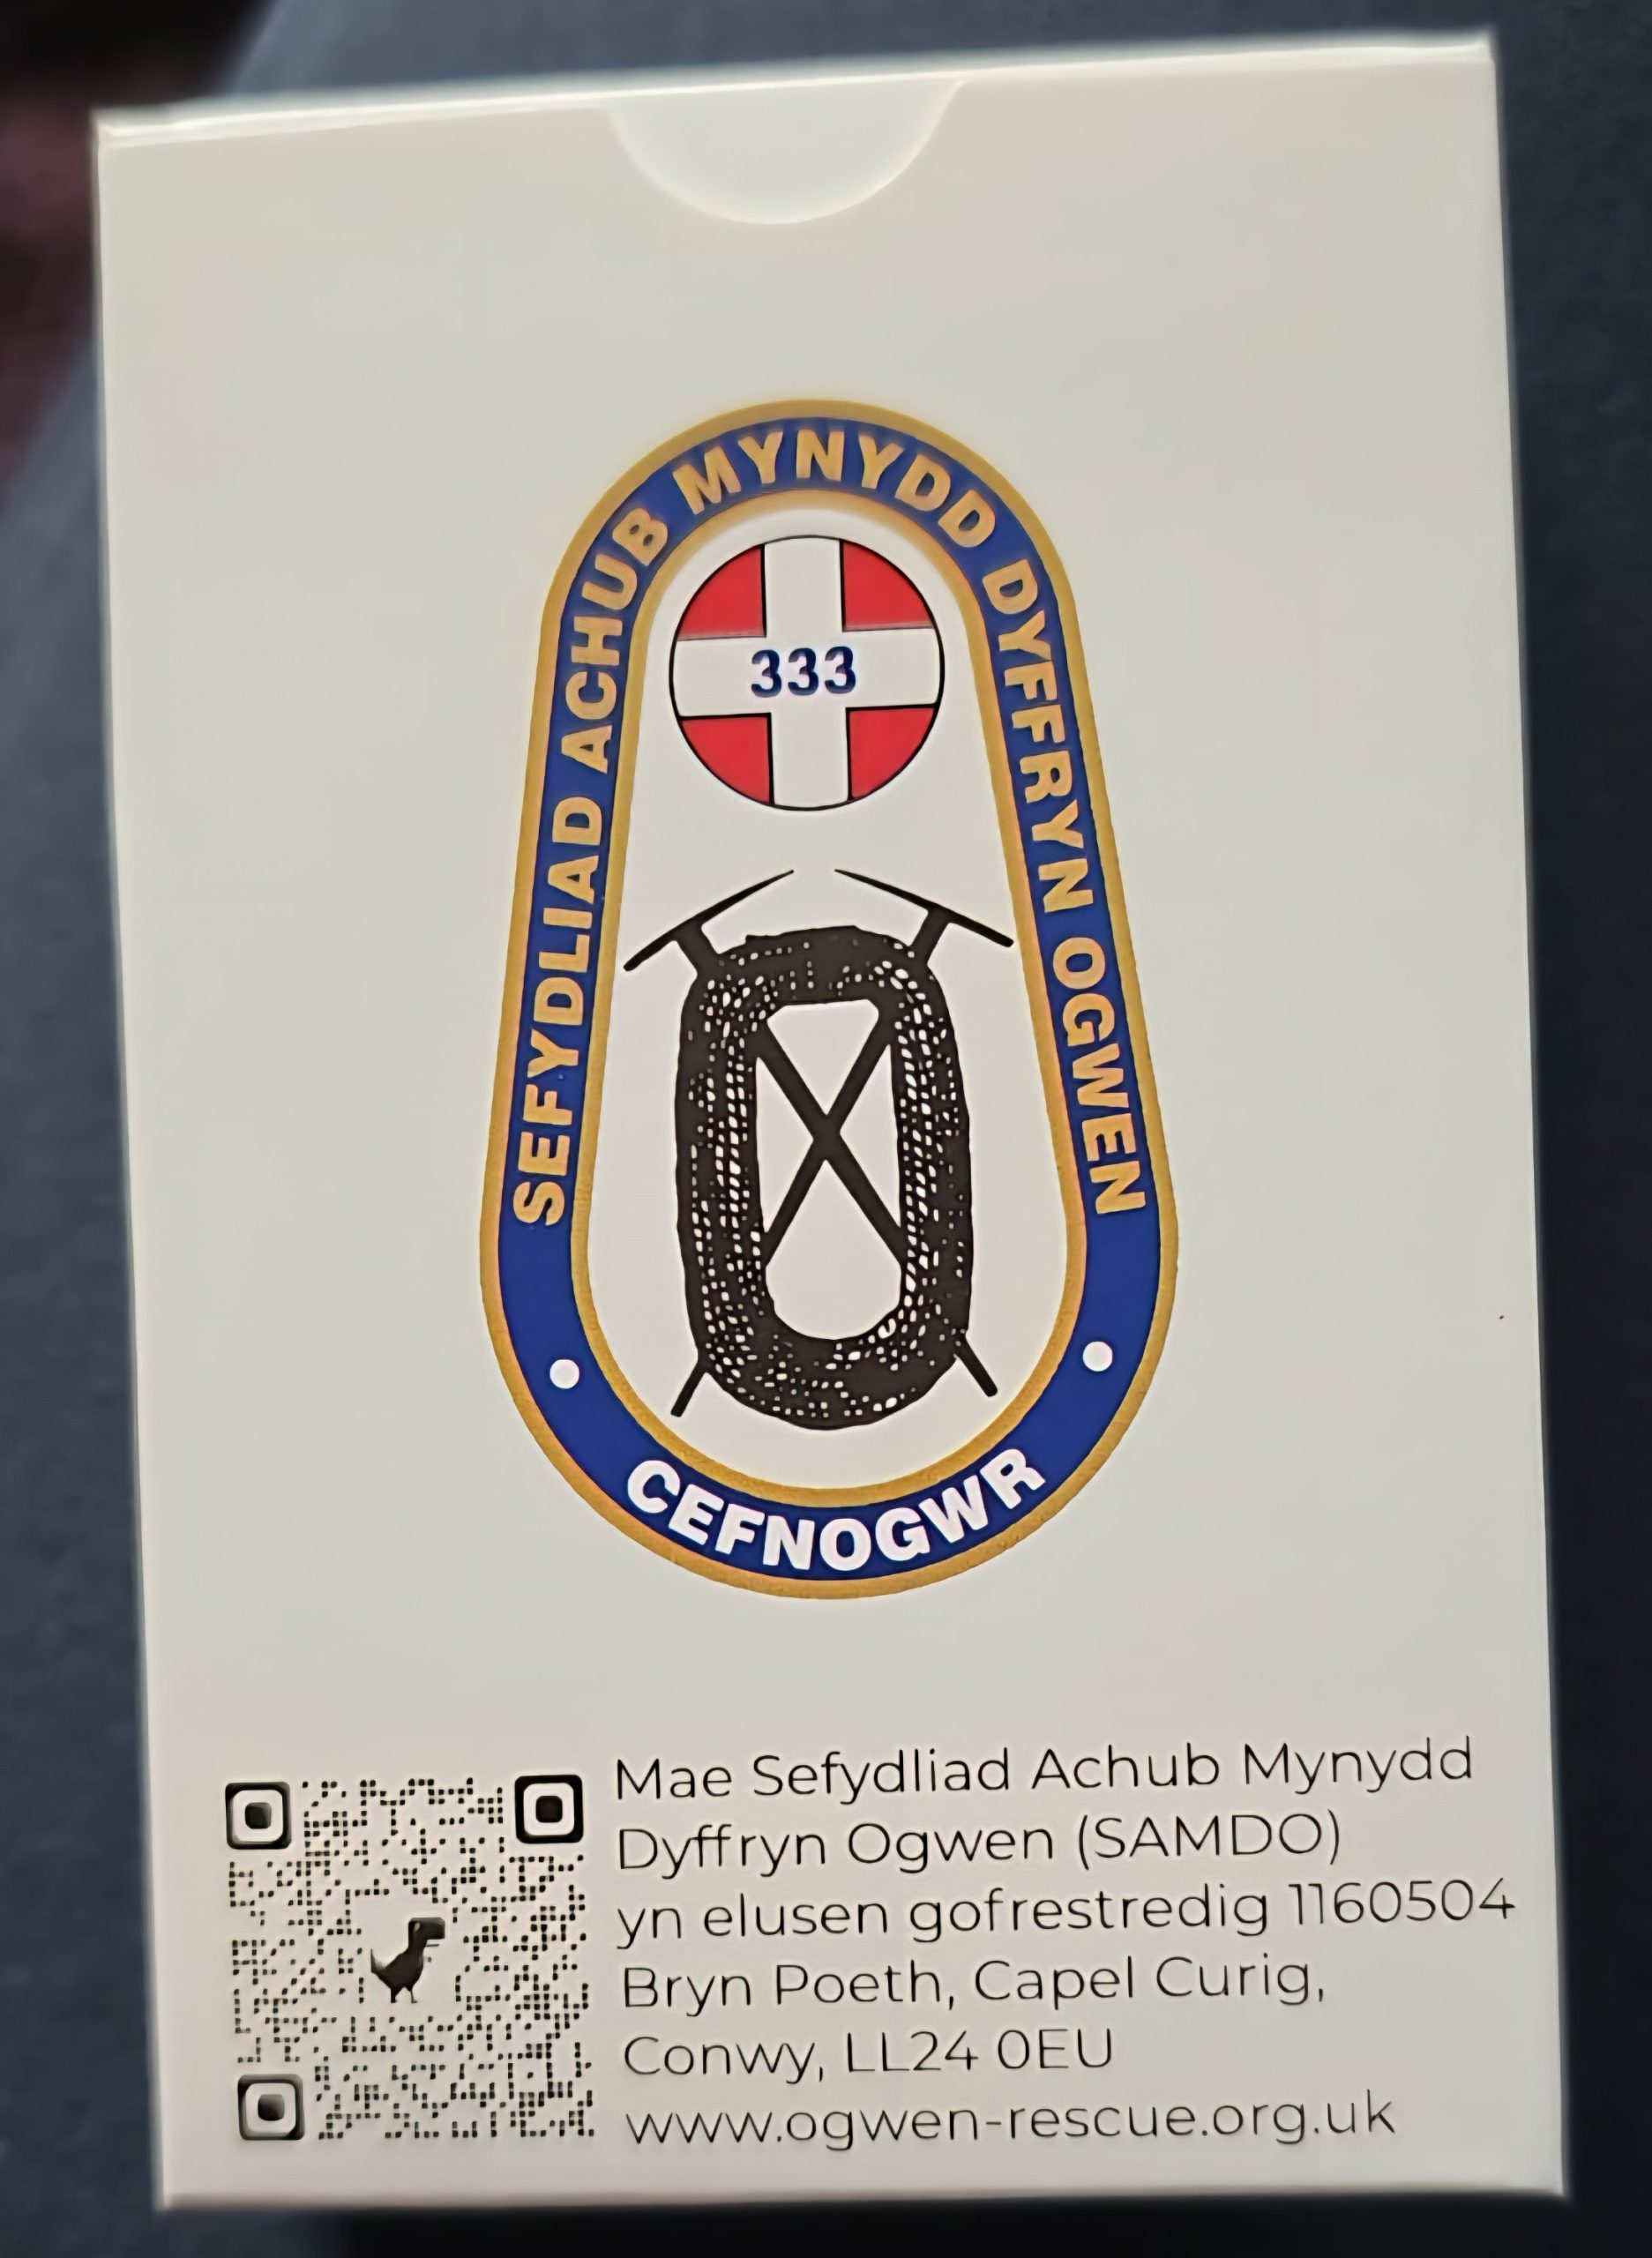 SEFYDLIAD ACHUB MYNYDD DYFFRYN OGWEN
333
CEFNOGWR
Mae Sefydliad Achub Mynydd
Dyffryn Ogwen (SAMDO)
yn elusen gofrestredig 1160504
Bryn Poeth, Capel Curig,
Conwy, LL24 0EU
www.ogwen-rescue.org.uk